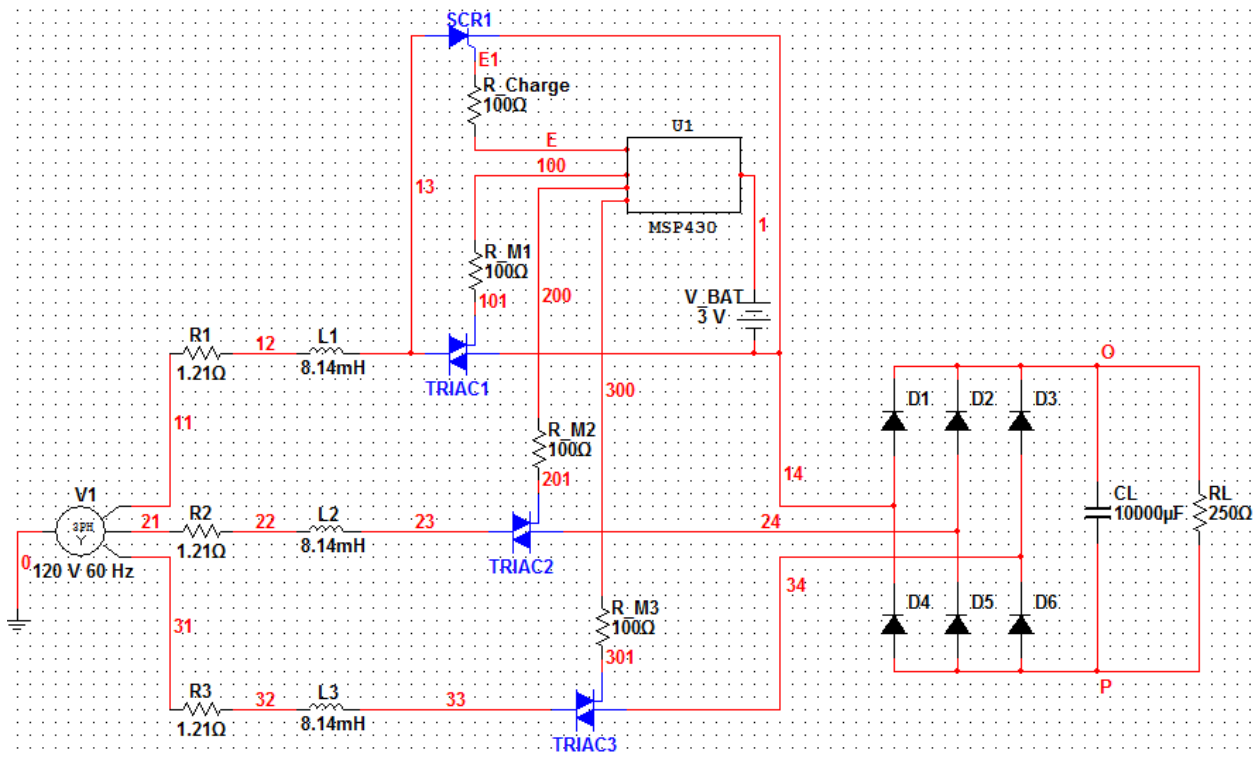 SCR1
E1
R_Charge
100Ω
E
U1
100
13
MSP430
1
R_M1
100Ω
101
200
V_BAT
3 V
R1
12
L1
1.21Ω
8.14mH
TRIAC1
300
O
D1
D2
D3
11
R_M2
100Ω
201
14
V1
21
R2
22
L2
23
24
CL
10000µF
RL
250Ω
3PH
Y
1.21Ω
8.14mH
0
120 V 60 Hz
TRIAC2
34
31
R_M3
100Ω
D4
D5
D6
301
P
R3
32
L3
33
1.21Ω
8.14mH
TRIAC3